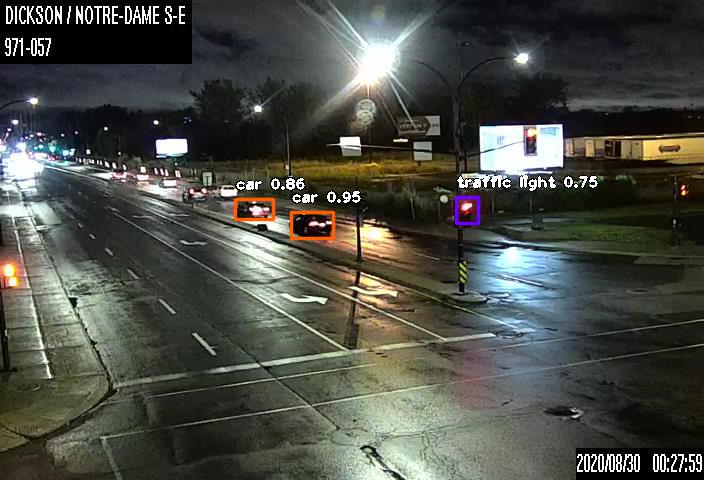 DICKSON / NOTRE-DAME S-E
971-057
car 0.86
car 0.95
traffic light 0.75
2020/08/30 00:27:59